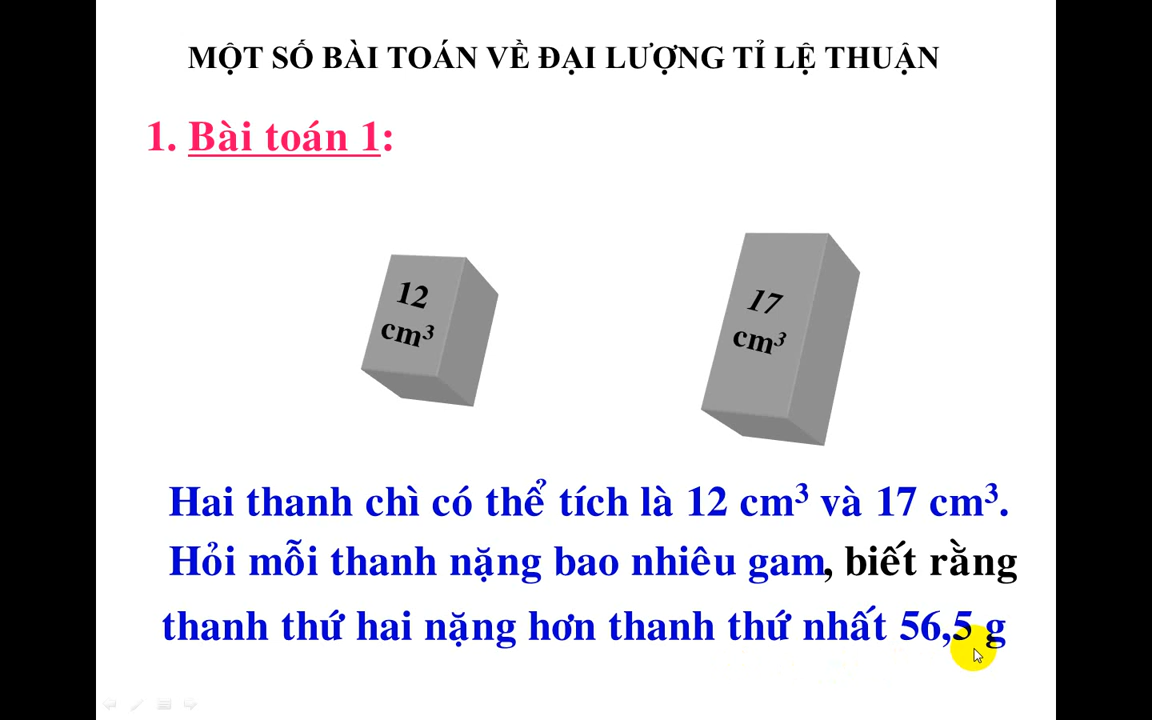 MỘT SỐ BÀI TOÁN VỀ ĐẠI LƯỢNG TỈ LỆ THUẬN
1. Bài toán 1:
12
cm³
17
cm³
Hai thanh chì có thể tích là 12 cm³ và 17 cm³.
Hỏi mỗi thanh nặng bao nhiêu gam, biết rằng
thanh thứ hai nặng hơn thanh thứ nhất 56,5 g